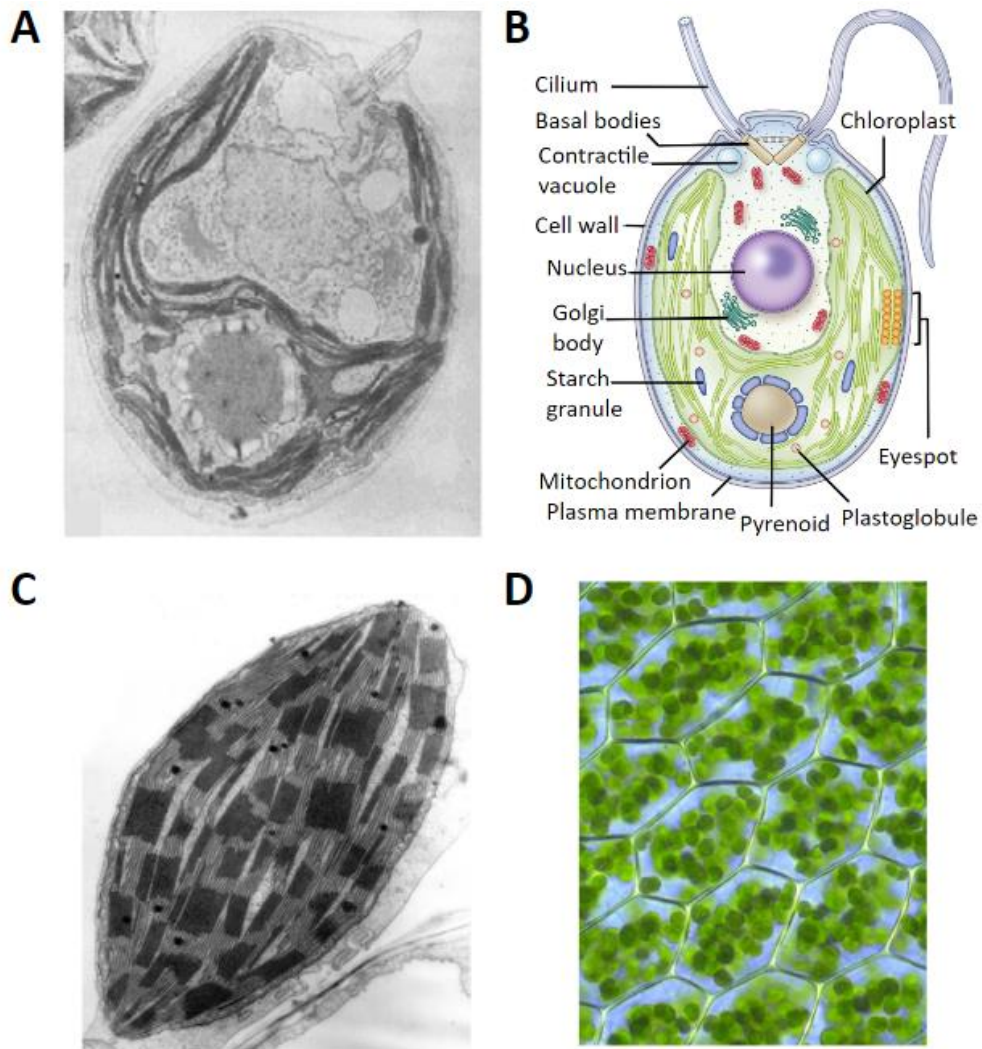 A
B
Cilium
Basal bodies
Chloroplast
Contractile
vacuole
Cell wall
Nucleus
Golgi
body
Starch
granule
Eyespot
Mitochondrion
Plasma membrane
Pyrenoid
Plastoglobule
C
D